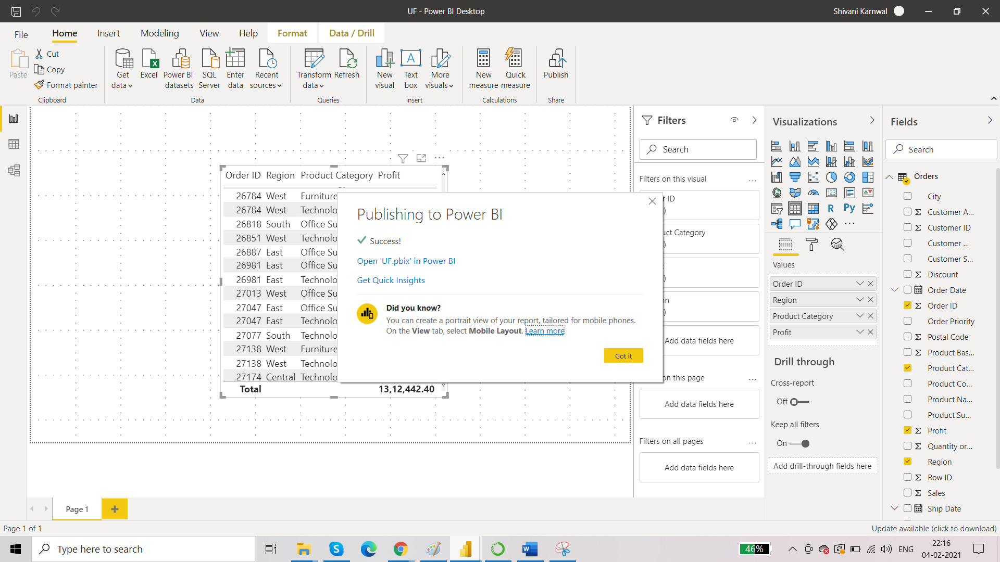 UF - Power BI Desktop
Shivani Karnwal
File
Home
Insert
Modeling
View
Help
Format
Data / Drill
Paste
Cut
Copy
Format painter
Get data
Excel
Power BI datasets
SQL Server
Enter data
Recent sources
Transform data
Refresh
New visual
Text box
More visuals
New measure
Quick measure
Publish
Clipboard
Data
Queries
Insert
Calculations
Share
Order ID Region Product Category Profit
26784 West Furniture
26784 West Technolo
26818 South Office Su
26851 West Technolo
26887 East Office Su
26981 East Office Su
26981 East Technolo
27013 West Office Su
27047 East Office Su
27047 East Technolo
27077 South Technolo
27138 West Furniture
27138 West Technolo
27174 Central Technolo
Total 13,12,442.40
Publishing to Power BI
Success!
Open 'UF.pbix' in Power BI
Get Quick Insights
Did you know?
You can create a portrait view of your report, tailored for mobile phones.
On the View tab, select Mobile Layout. Learn more
Got it
Filters
Search
Filters on this visual
...
r ID
)
uct Category
)
)
on
)
Add data fields here
on this page
...
Add data fields here
Filters on all pages
...
Add data fields here
Visualizations
123
R
Py
...
Values
Order ID
Region
Product Category
Profit
Drill through
Cross-report
Off
Keep all filters
On
Add drill-through fields here
Fields
Search
Orders
City
Σ Customer A...
Σ Customer ID
Customer ...
Customer S...
Σ Discount
Order Date
Σ Order ID
Order Priority
Σ Postal Code
Σ Product Bas...
Product Cat...
Product Co...
Product Na...
Product Su...
Σ Profit
Σ Quantity or...
Region
Σ Row ID
Σ Sales
Ship Date
Page 1
+
Page 1 of 1
Update available (click to download)
Type here to search
46%
ENG
22:16
04-02-2021